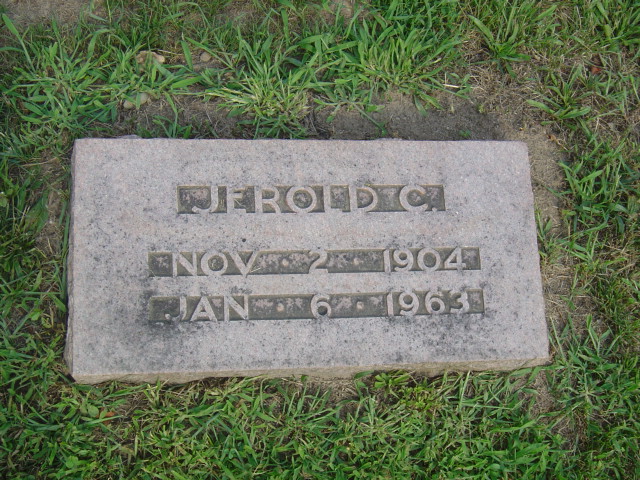 JEROLD C.
NOV · 2 · 1904
JAN · 6 · 1963